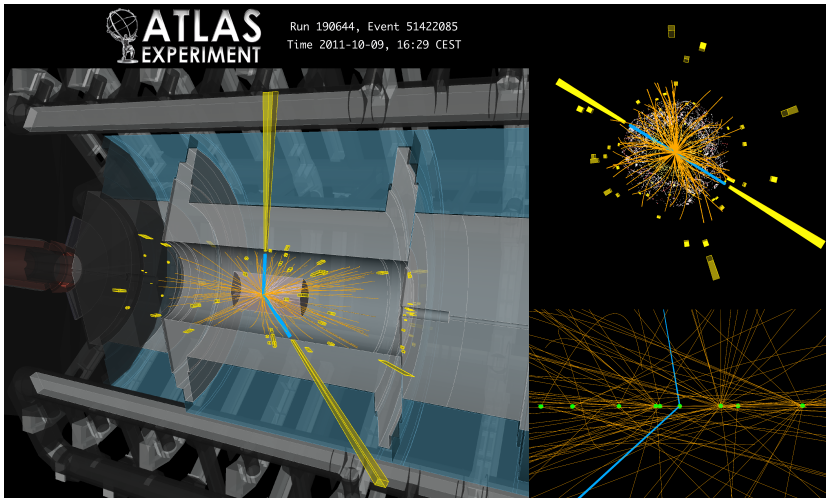 ATLAS
EXPERIMENT
Run 190644, Event 51422085
Time 2011-10-09, 16:29 CEST